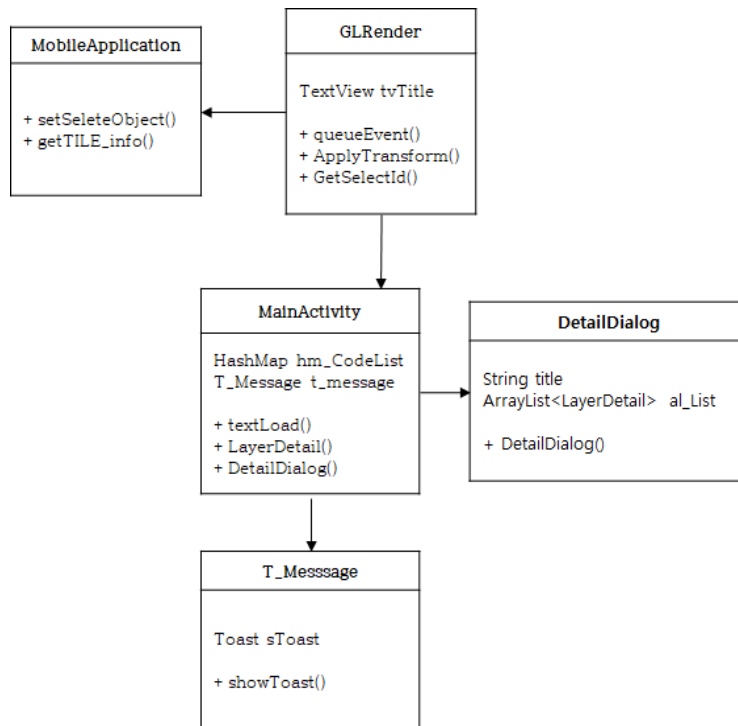 MobileApplication
+ setSeleteObject()
+ getTILE_info()
GLRender
TextView tvTitle
+ queueEvent()
+ ApplyTransform()
+ GetSelectId()
MainActivity
HashMap hm_CodeList
T_Message t_message
+ textLoad()
+ LayerDetail()
+ DetailDialog()
DetailDialog
String title
ArrayList<LayerDetail> al_List
+ DetailDialog()
T_Messsage
Toast sToast
+ showToast()